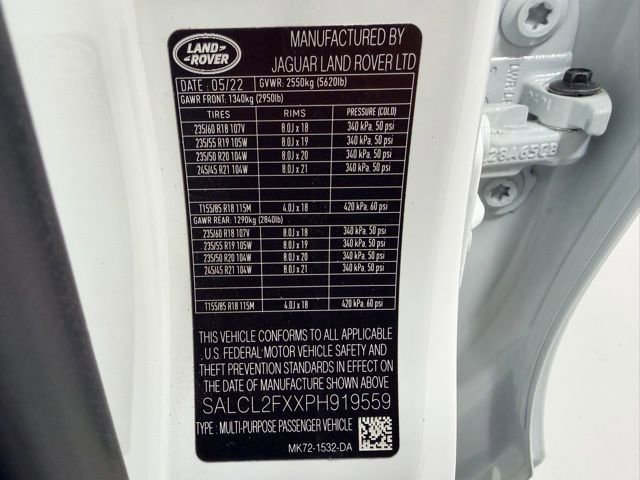 LAND
ROVER
MANUFACTURED BY
JAGUAR LAND ROVER LTD
DATE : 05/22 GVWR: 2550kg (5620lb)
GAWR FRONT: 1340kg (2950lb)
TIRES RIMS PRESSURE (COLD)
235/60 R18 107V 8.0J x 18 340 kPa, 50 psi
235/55 R19 105W 8.0J x 19 340 kPa, 50 psi
235/50 R20 104W 8.0J x 20 340 kPa, 50 psi
245/45 R21 104W 8.0J x 21 340 kPa, 50 psi
T155/85 R18 115M 4.0J x 18 420 kPa, 60 psi
GAWR REAR: 1290kg (2840lb)
235/60 R18 107V 8.0J x 18 340 kPa, 50 psi
235/55 R19 105W 8.0J x 19 340 kPa, 50 psi
235/50 R20 104W 8.0J x 20 340 kPa, 50 psi
245/45 R21 104W 8.0J x 21 340 kPa, 50 psi
T155/85 R18 115M 4.0J x 18 420 kPa, 60 psi
THIS VEHICLE CONFORMS TO ALL APPLICABLE
U.S. FEDERAL MOTOR VEHICLE SAFETY AND
THEFT PREVENTION STANDARDS IN EFFECT ON
THE DATE OF MANUFACTURE SHOWN ABOVE
SALCL2FXXPH919559
TYPE : MULTI-PURPOSE PASSENGER VEHICLE
MK72-1532-DA